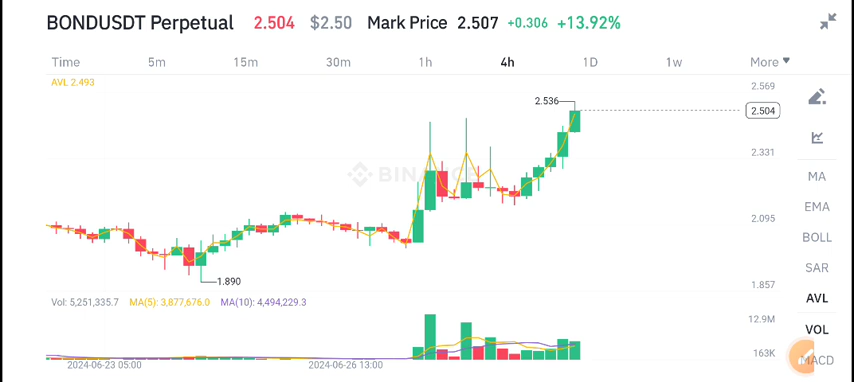 BONDUSDT Perpetual 2.504 $2.50 Mark Price 2.507 +0.306 +13.92%
Time 5m 15m 30m 1h 4h 1D 1w More
AVL 2.493
2.569
2.536
2.504
2.331
BINANCE
MA
EMA
2.095
BOLL
SAR
1.890
1.857
AVL
Vol: 5,251,335.7 MA(5): 3,877,676.0 MA(10): 4,494,229.3
12.9M
VOL
163K
MACD
2024-06-23 05:00 2024-06-26 13:00